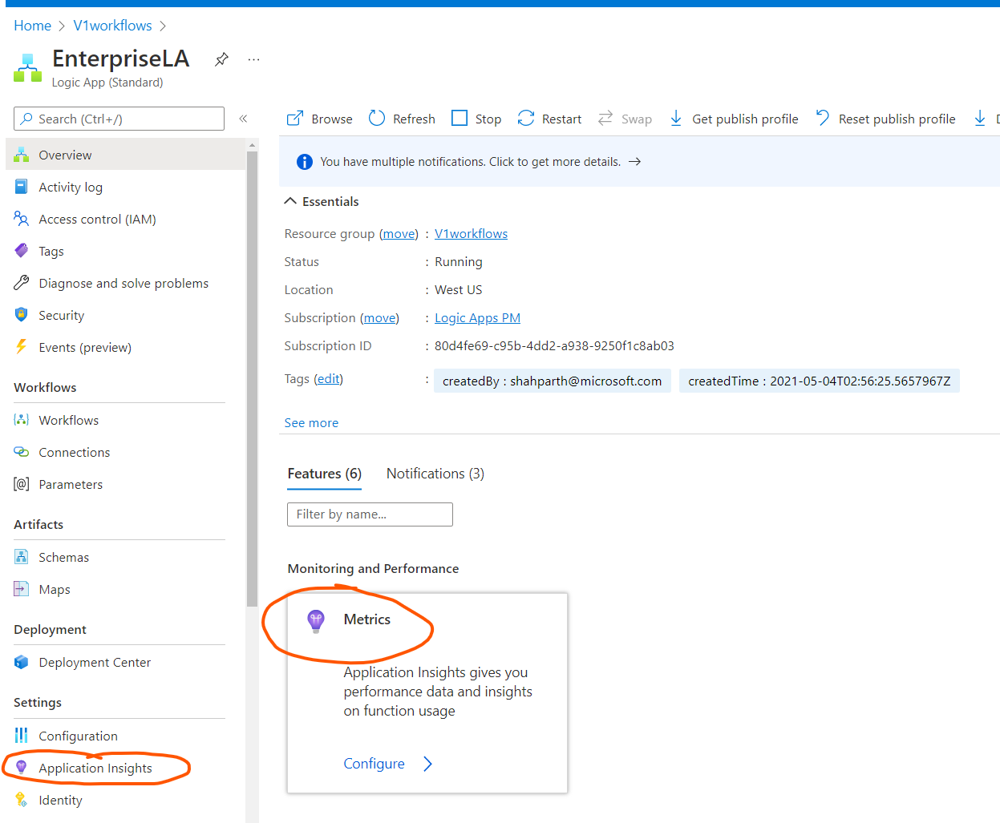 Home > V1workflows >
EnterpriseLA ...
Logic App (Standard)
Search (Ctrl+/) «
Overview
Activity log
Access control (IAM)
Tags
Diagnose and solve problems
Security
Events (preview)
Workflows
Workflows
Connections
Parameters
Artifacts
Schemas
Maps
Deployment
Deployment Center
Settings
Configuration
Application Insights
Identity
Browse Refresh Stop Restart Swap Get publish profile Reset publish profile
You have multiple notifications. Click to get more details. →
Essentials
Resource group (move) : V1workflows
Status : Running
Location : West US
Subscription (move) : Logic Apps PM
Subscription ID : 80d4fe69-c95b-4dd2-a938-9250f1c8ab03
Tags (edit) : createdBy : shahparth@microsoft.com createdTime : 2021-05-04T02:56:25.5657967Z
See more
Features (6) Notifications (3)
Filter by name...
Monitoring and Performance
Metrics
Application Insights gives you
performance data and insights
on function usage
Configure >